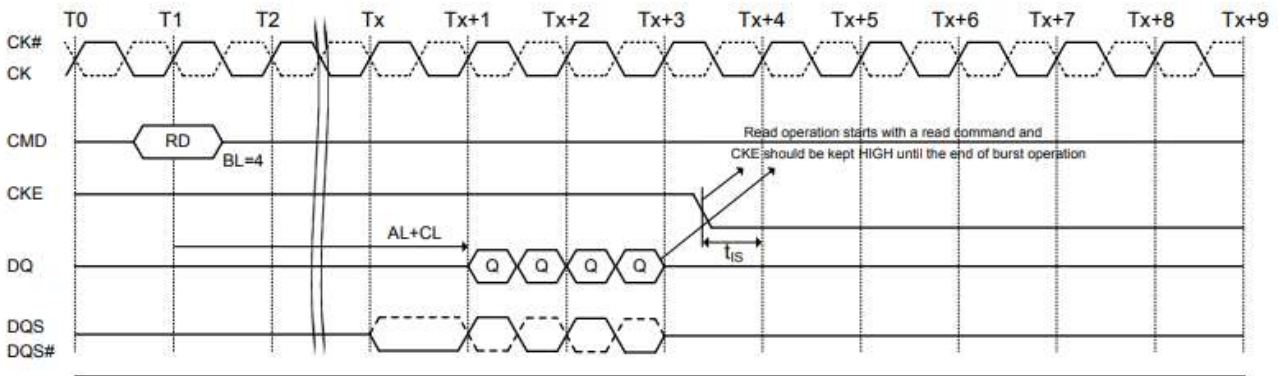 T0 T1 T2 Tx Tx+1 Tx+2 Tx+3 Tx+4 Tx+5 Tx+6 Tx+7 Tx+8 Tx+9
CK#
CK
CMD RD
BL=4
Read operation starts with a read command and
CKE should be kept HIGH until the end of burst operation
CKE
AL+CL
tIS
DQ Q Q Q Q
DQS
DQS#